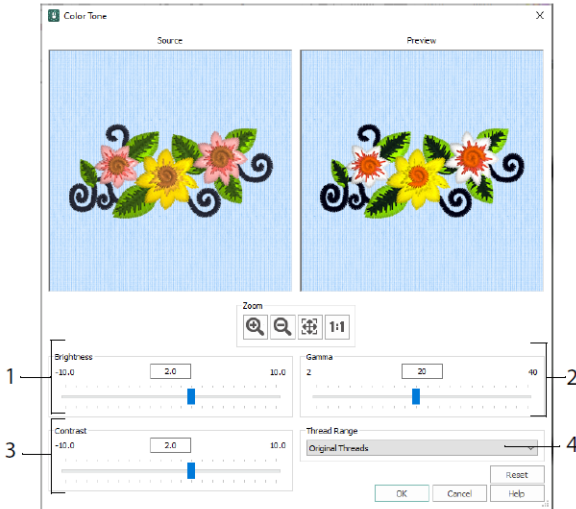 Color Tone
Source
Preview
Zoom
1:1
1
Brightness
-10.0
2.0
10.0
Gamma
2
20
40
2
3
Contrast
-10.0
2.0
10.0
Thread Range
Original Threads
4
Reset
OK
Cancel
Help